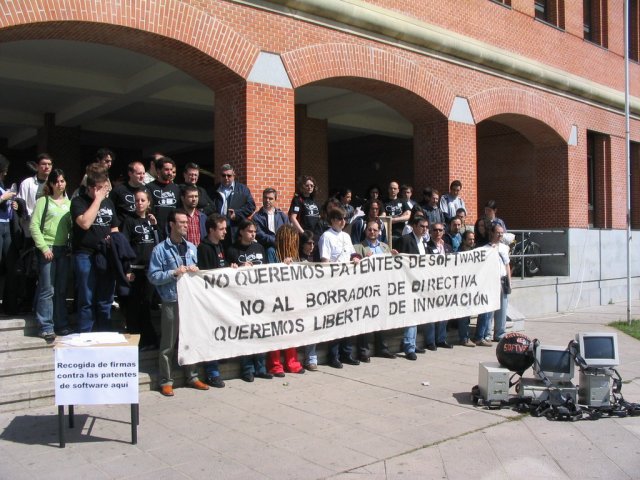 NO QUEREMOS PATENTES DE SOFTWARE
NO AL BORRADOR DE DIRECTIVA
QUEREMOS LIBERTAD DE INNOVACIÓN
Recogida de firmas
contra las patentes
de software aquí
SOFTW